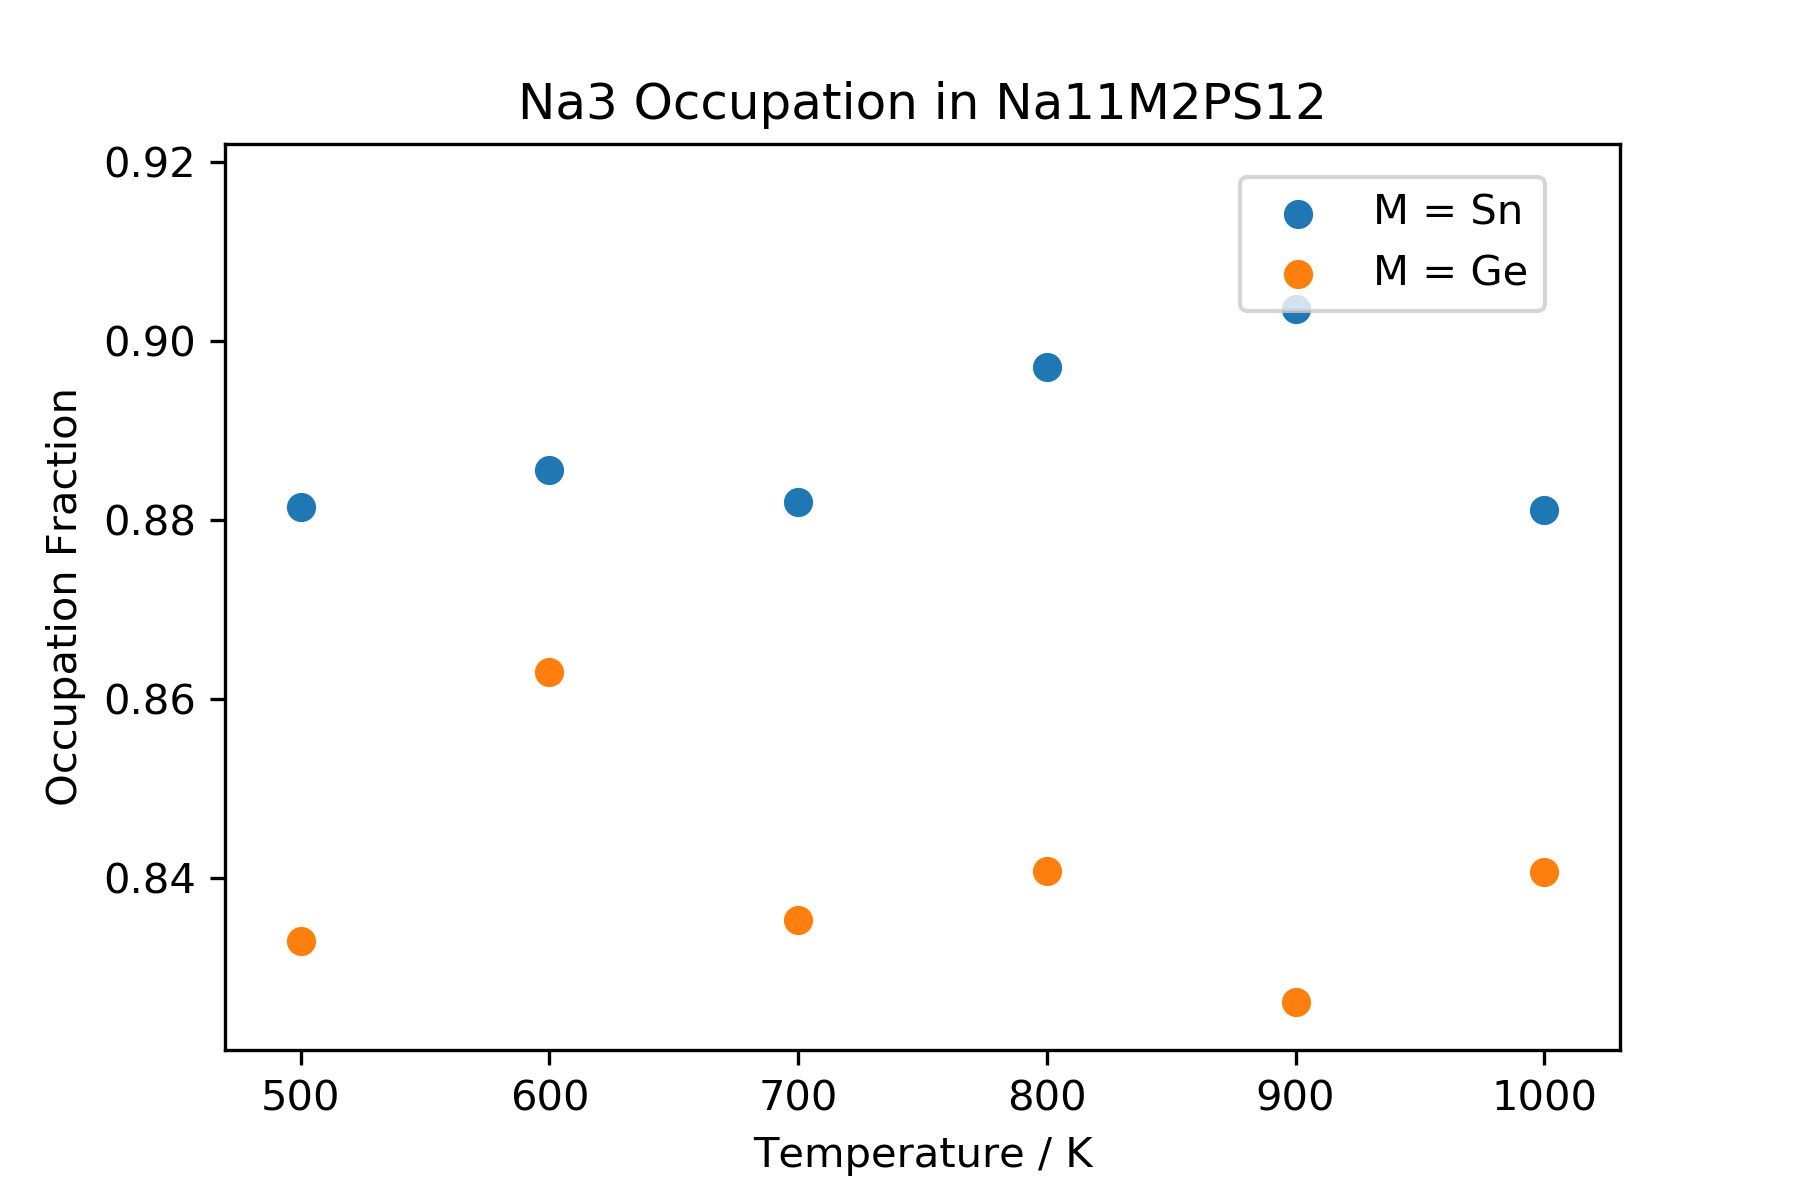 Na3 Occupation in Na11M2PS12
M = Sn
M = Ge
0.92
0.90
0.88
0.86
0.84
Occupation Fraction
500 600 700 800 900 1000
Temperature / K